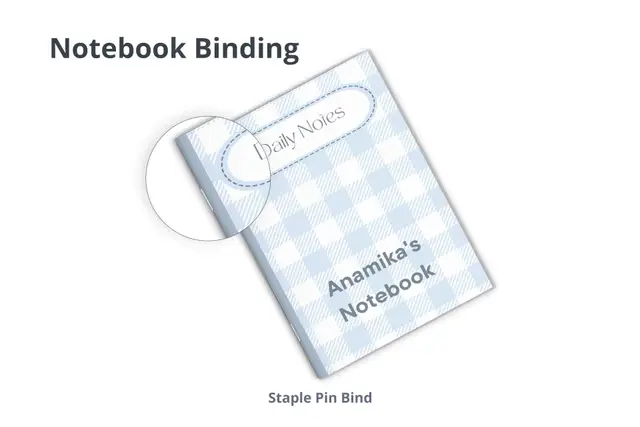 Notebook Binding
Daily Notes
Anamika's
Notebook
Staple Pin Bind